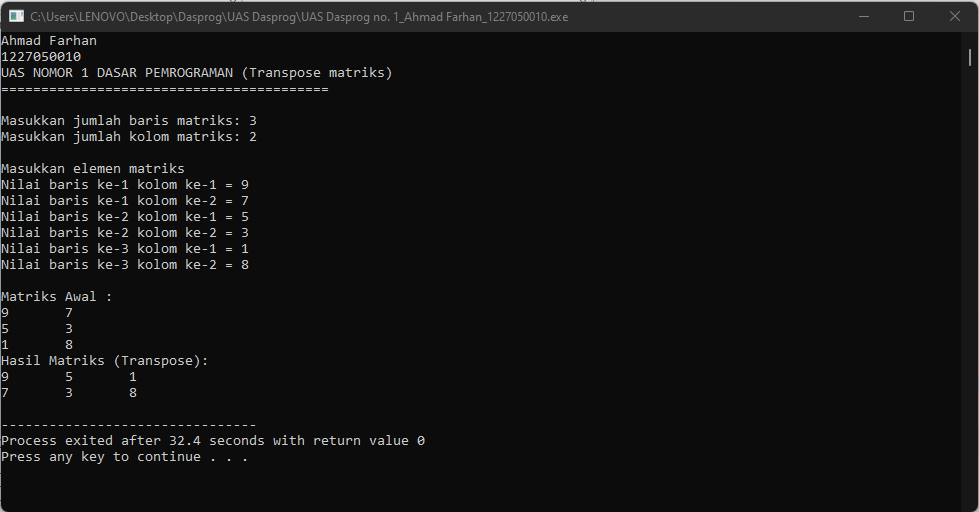 C:\Users\LENOVO\Desktop\Dasprog\UAS Dasprog\UAS Dasprog no. 1_Ahmad Farhan_1227050010.exe
Ahmad Farhan
1227050010
UAS NOMOR 1 DASAR PEMROGRAMAN (Transpose matriks)
=========================================
Masukkan jumlah baris matriks: 3
Masukkan jumlah kolom matriks: 2
Masukkan elemen matriks
Nilai baris ke-1 kolom ke-1 = 9
Nilai baris ke-1 kolom ke-2 = 7
Nilai baris ke-2 kolom ke-1 = 5
Nilai baris ke-2 kolom ke-2 = 3
Nilai baris ke-3 kolom ke-1 = 1
Nilai baris ke-3 kolom ke-2 = 8
Matriks Awal :
9       7
5       3
1       8
Hasil Matriks (Transpose):
9       5       1
7       3       8
--------------------------------
Process exited after 32.4 seconds with return value 0
Press any key to continue . . .